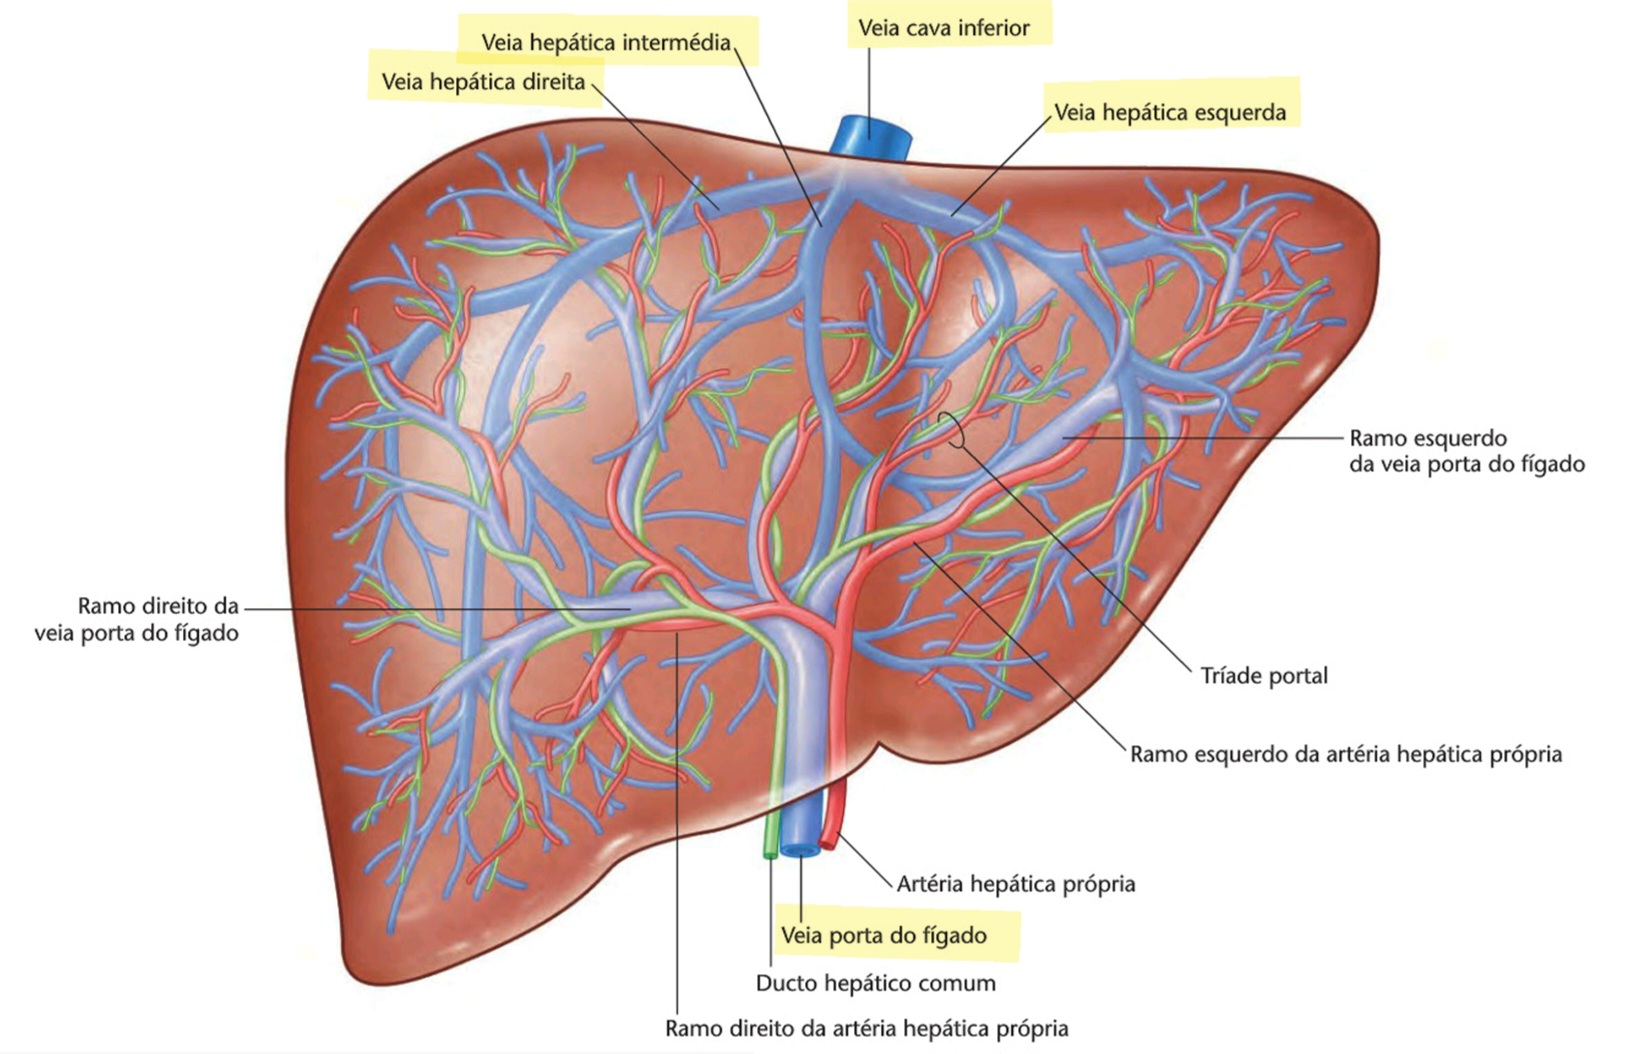 Veia cava inferior
Veia hepática intermédia
Veia hepática direita
Veia hepática esquerda
Ramo esquerdo
da veia porta do fígado
Ramo direito da
veia porta do fígado
Tríade portal
Ramo esquerdo da artéria hepática própria
Artéria hepática própria
Veia porta do fígado
Ducto hepático comum
Ramo direito da artéria hepática própria